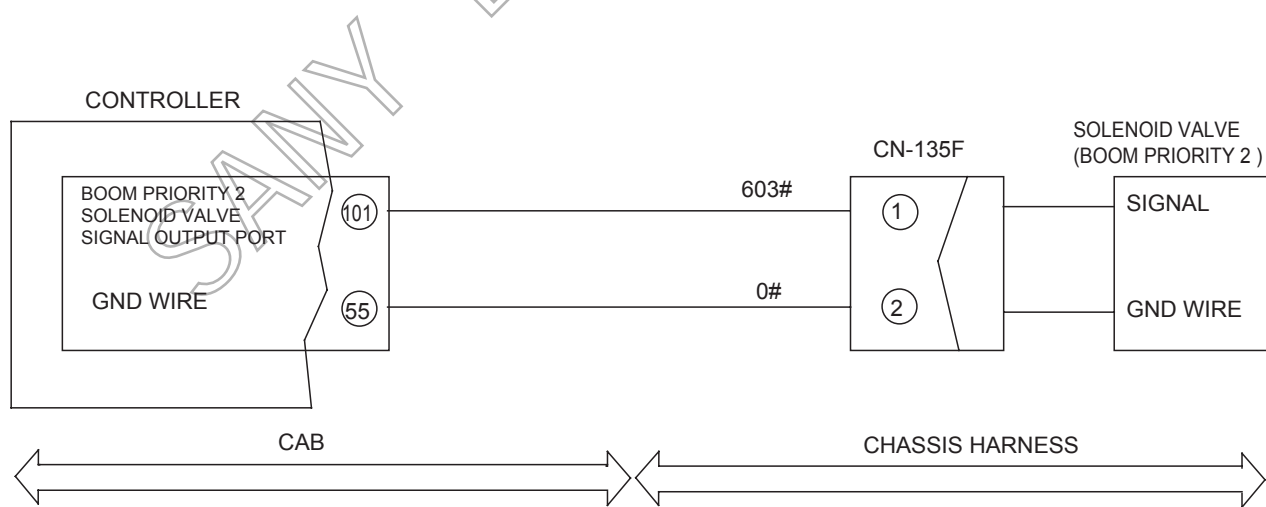 SANY
CONTROLLER
BOOM PRIORITY 2
SOLENOID VALVE
SIGNAL OUTPUT PORT
101
GND WIRE
55
603#
0#
CN-135F
1
2
SOLENOID VALVE
(BOOM PRIORITY 2 )
SIGNAL
GND WIRE
CAB
CHASSIS HARNESS